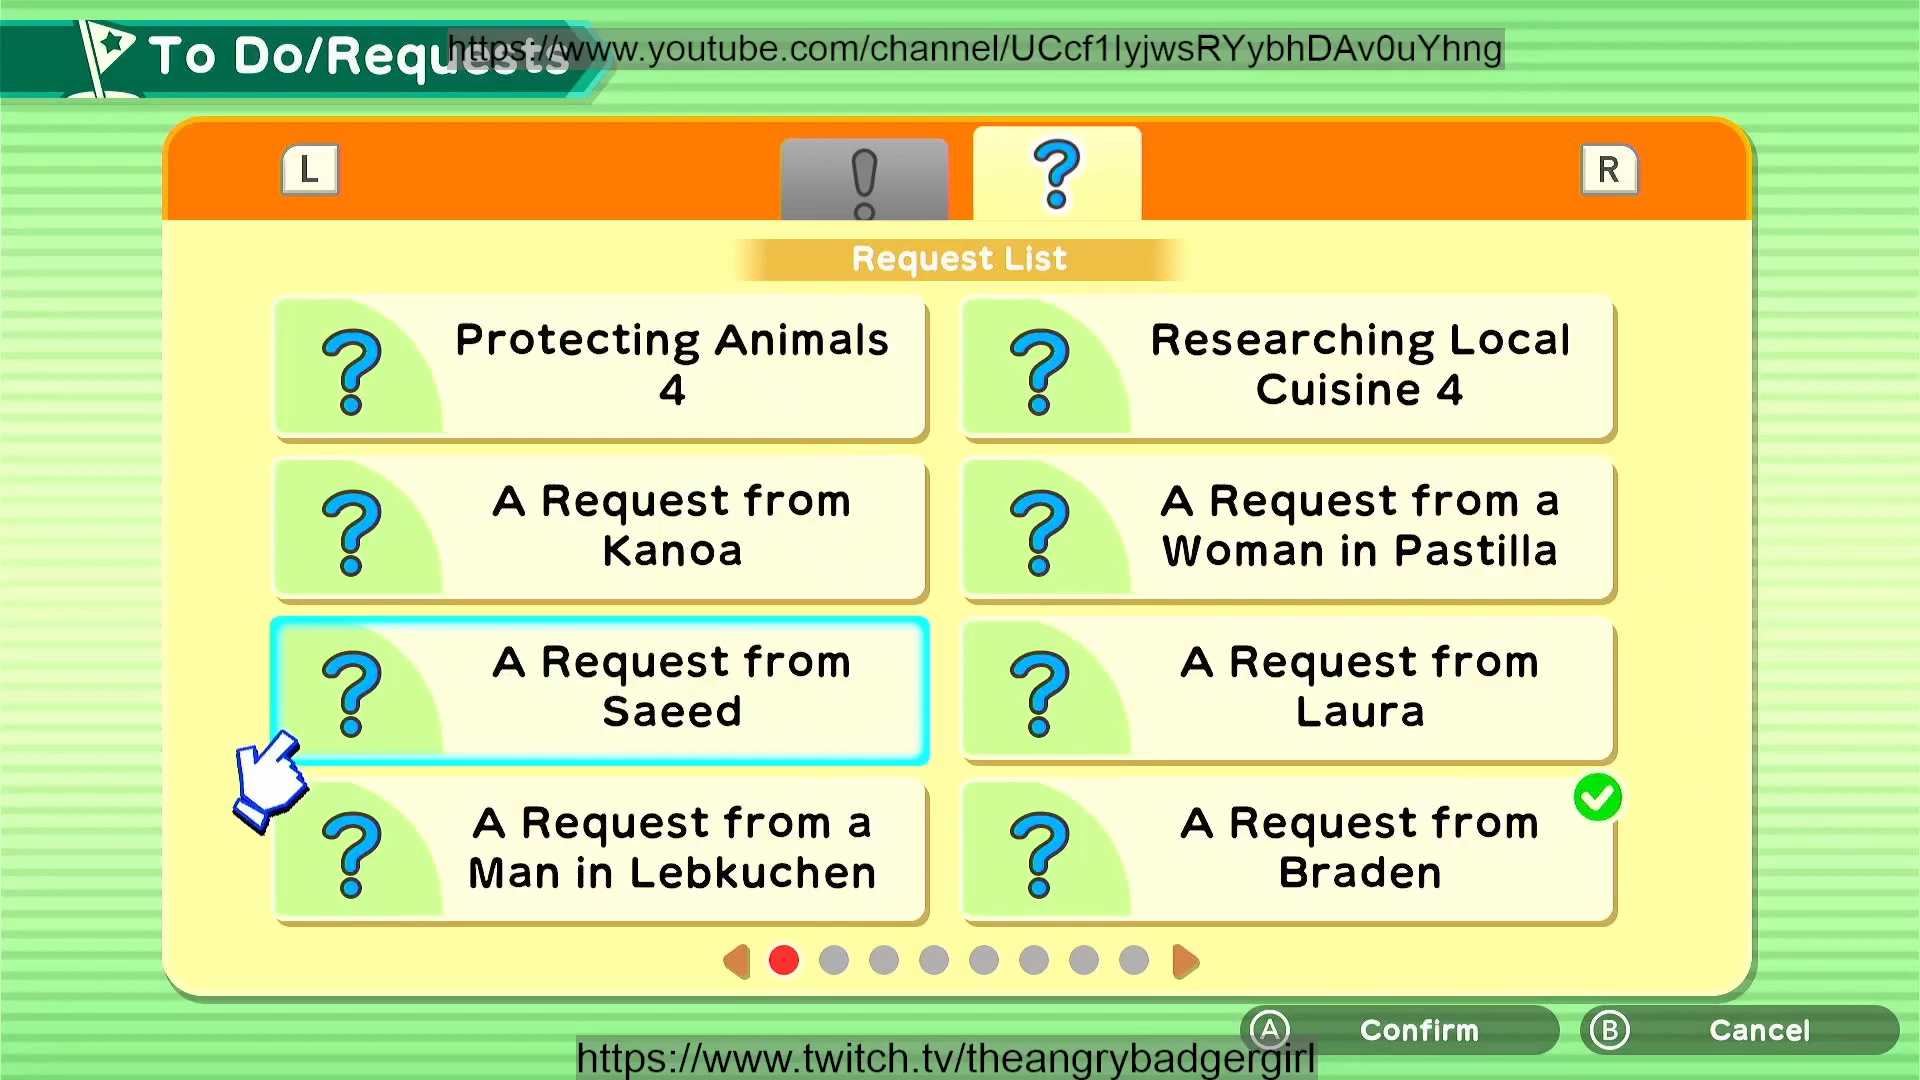 To Do/Requests
https://www.youtube.com/channel/UCcf1IyjwsRYybhDAv0uYhng
L
!
?
R
Request List
? Protecting Animals
4
? Researching Local
Cuisine 4
? A Request from
Kanoa
? A Request from a
Woman in Pastilla
? A Request from
Saeed
? A Request from
Laura
? A Request from a
Man in Lebkuchen
? A Request from
Braden
A Confirm
B Cancel
https://www.twitch.tv/theangrybadgergirl